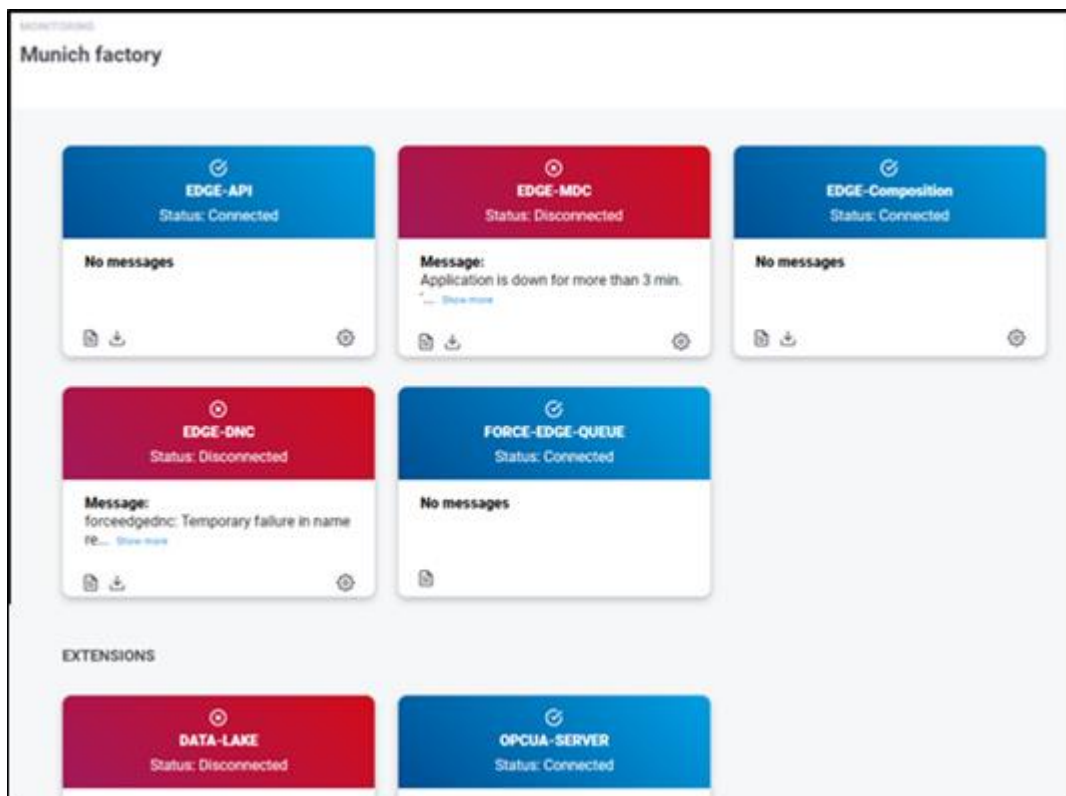 MONITORING
Munich factory
EDGE-API
Status: Connected
No messages
EDGE-MDC
Status: Disconnected
Message:
Application is down for more than 3 min.
'... Show more
EDGE-Composition
Status: Connected
No messages
EDGE-DNC
Status: Disconnected
Message:
forceedgednc: Temporary failure in name
re... Show more
FORCE-EDGE-QUEUE
Status: Connected
No messages
EXTENSIONS
DATA-LAKE
Status: Disconnected
OPCUA-SERVER
Status: Connected